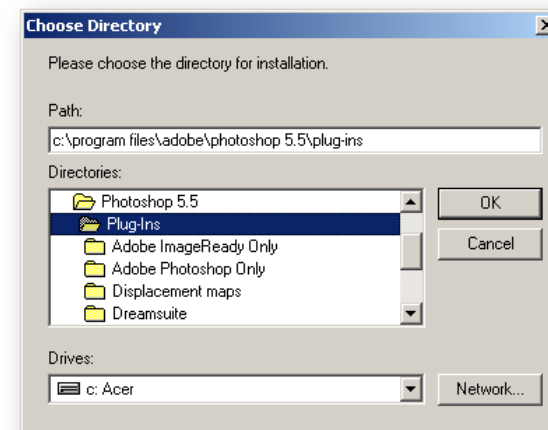 Choose Directory
Please choose the directory for installation.
Path:
c:\program files\adobe\photoshop 5.5\plug-ins
Directories:
Photoshop 5.5
OK
Plug-Ins
Adobe ImageReady Only
Cancel
Adobe Photoshop Only
Displacement maps
Dreamsuite
Drives:
c: Acer
Network...